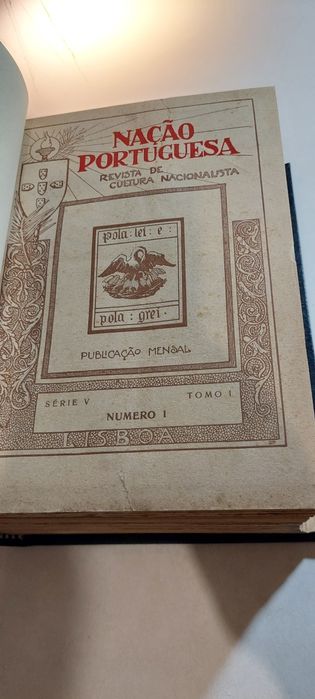 NAÇÃO
PORTUGUESA
REVISTA DE
CULTURA NACIONALISTA
pola : lei : e :
pola : grei ·
PUBLICAÇÃO MENSAL
SÉRIE V
TOMO I
NUMERO I
LISBOA